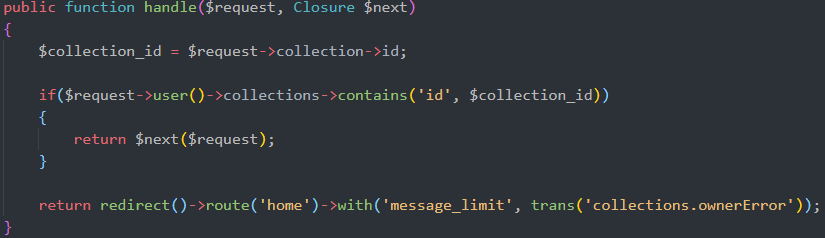 public function handle($request, Closure $next)
{
    $collection_id = $request->collection->id;

    if($request->user()->collections->contains('id', $collection_id))
    {
        return $next($request);
    }

    return redirect()->route('home')->with('message_limit', trans('collections.ownerError'));
}